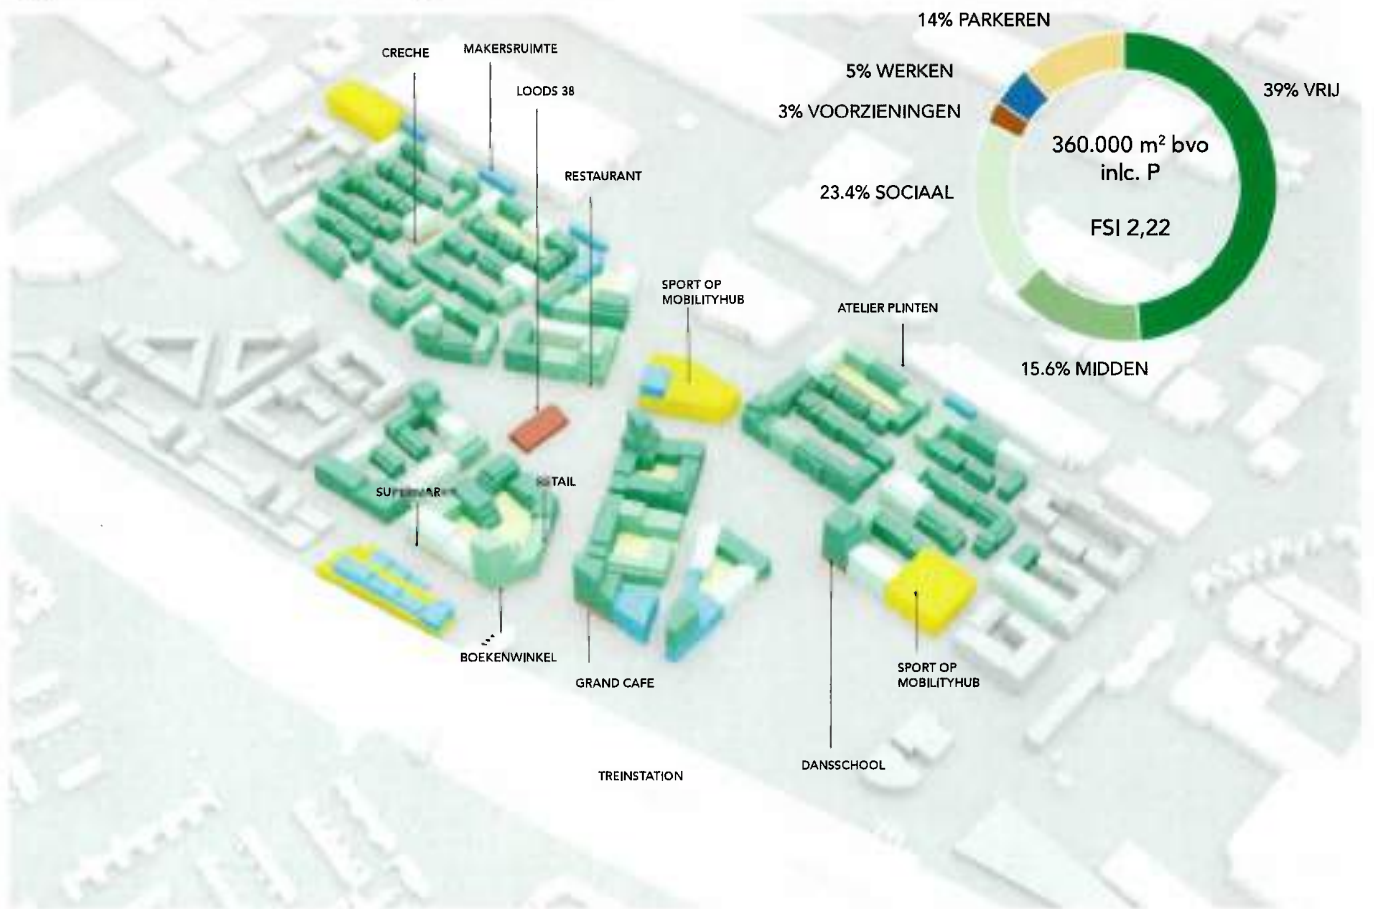 14% PARKEREN
5% WERKEN
39% VRIJ
3% VOORZIENINGEN
360.000 m² bvo
inlc. P
23.4% SOCIAAL
FSI 2,22
15.6% MIDDEN
CRECHE
MAKERSRUIMTE
LOODS 38
RESTAURANT
SPORT OP
MOBILITYHUB
ATELIER PLINTEN
BOEKENWINKEL
GRAND CAFE
SPORT OP
MOBILITYHUB
DANSSCHOOL
TREINSTATION